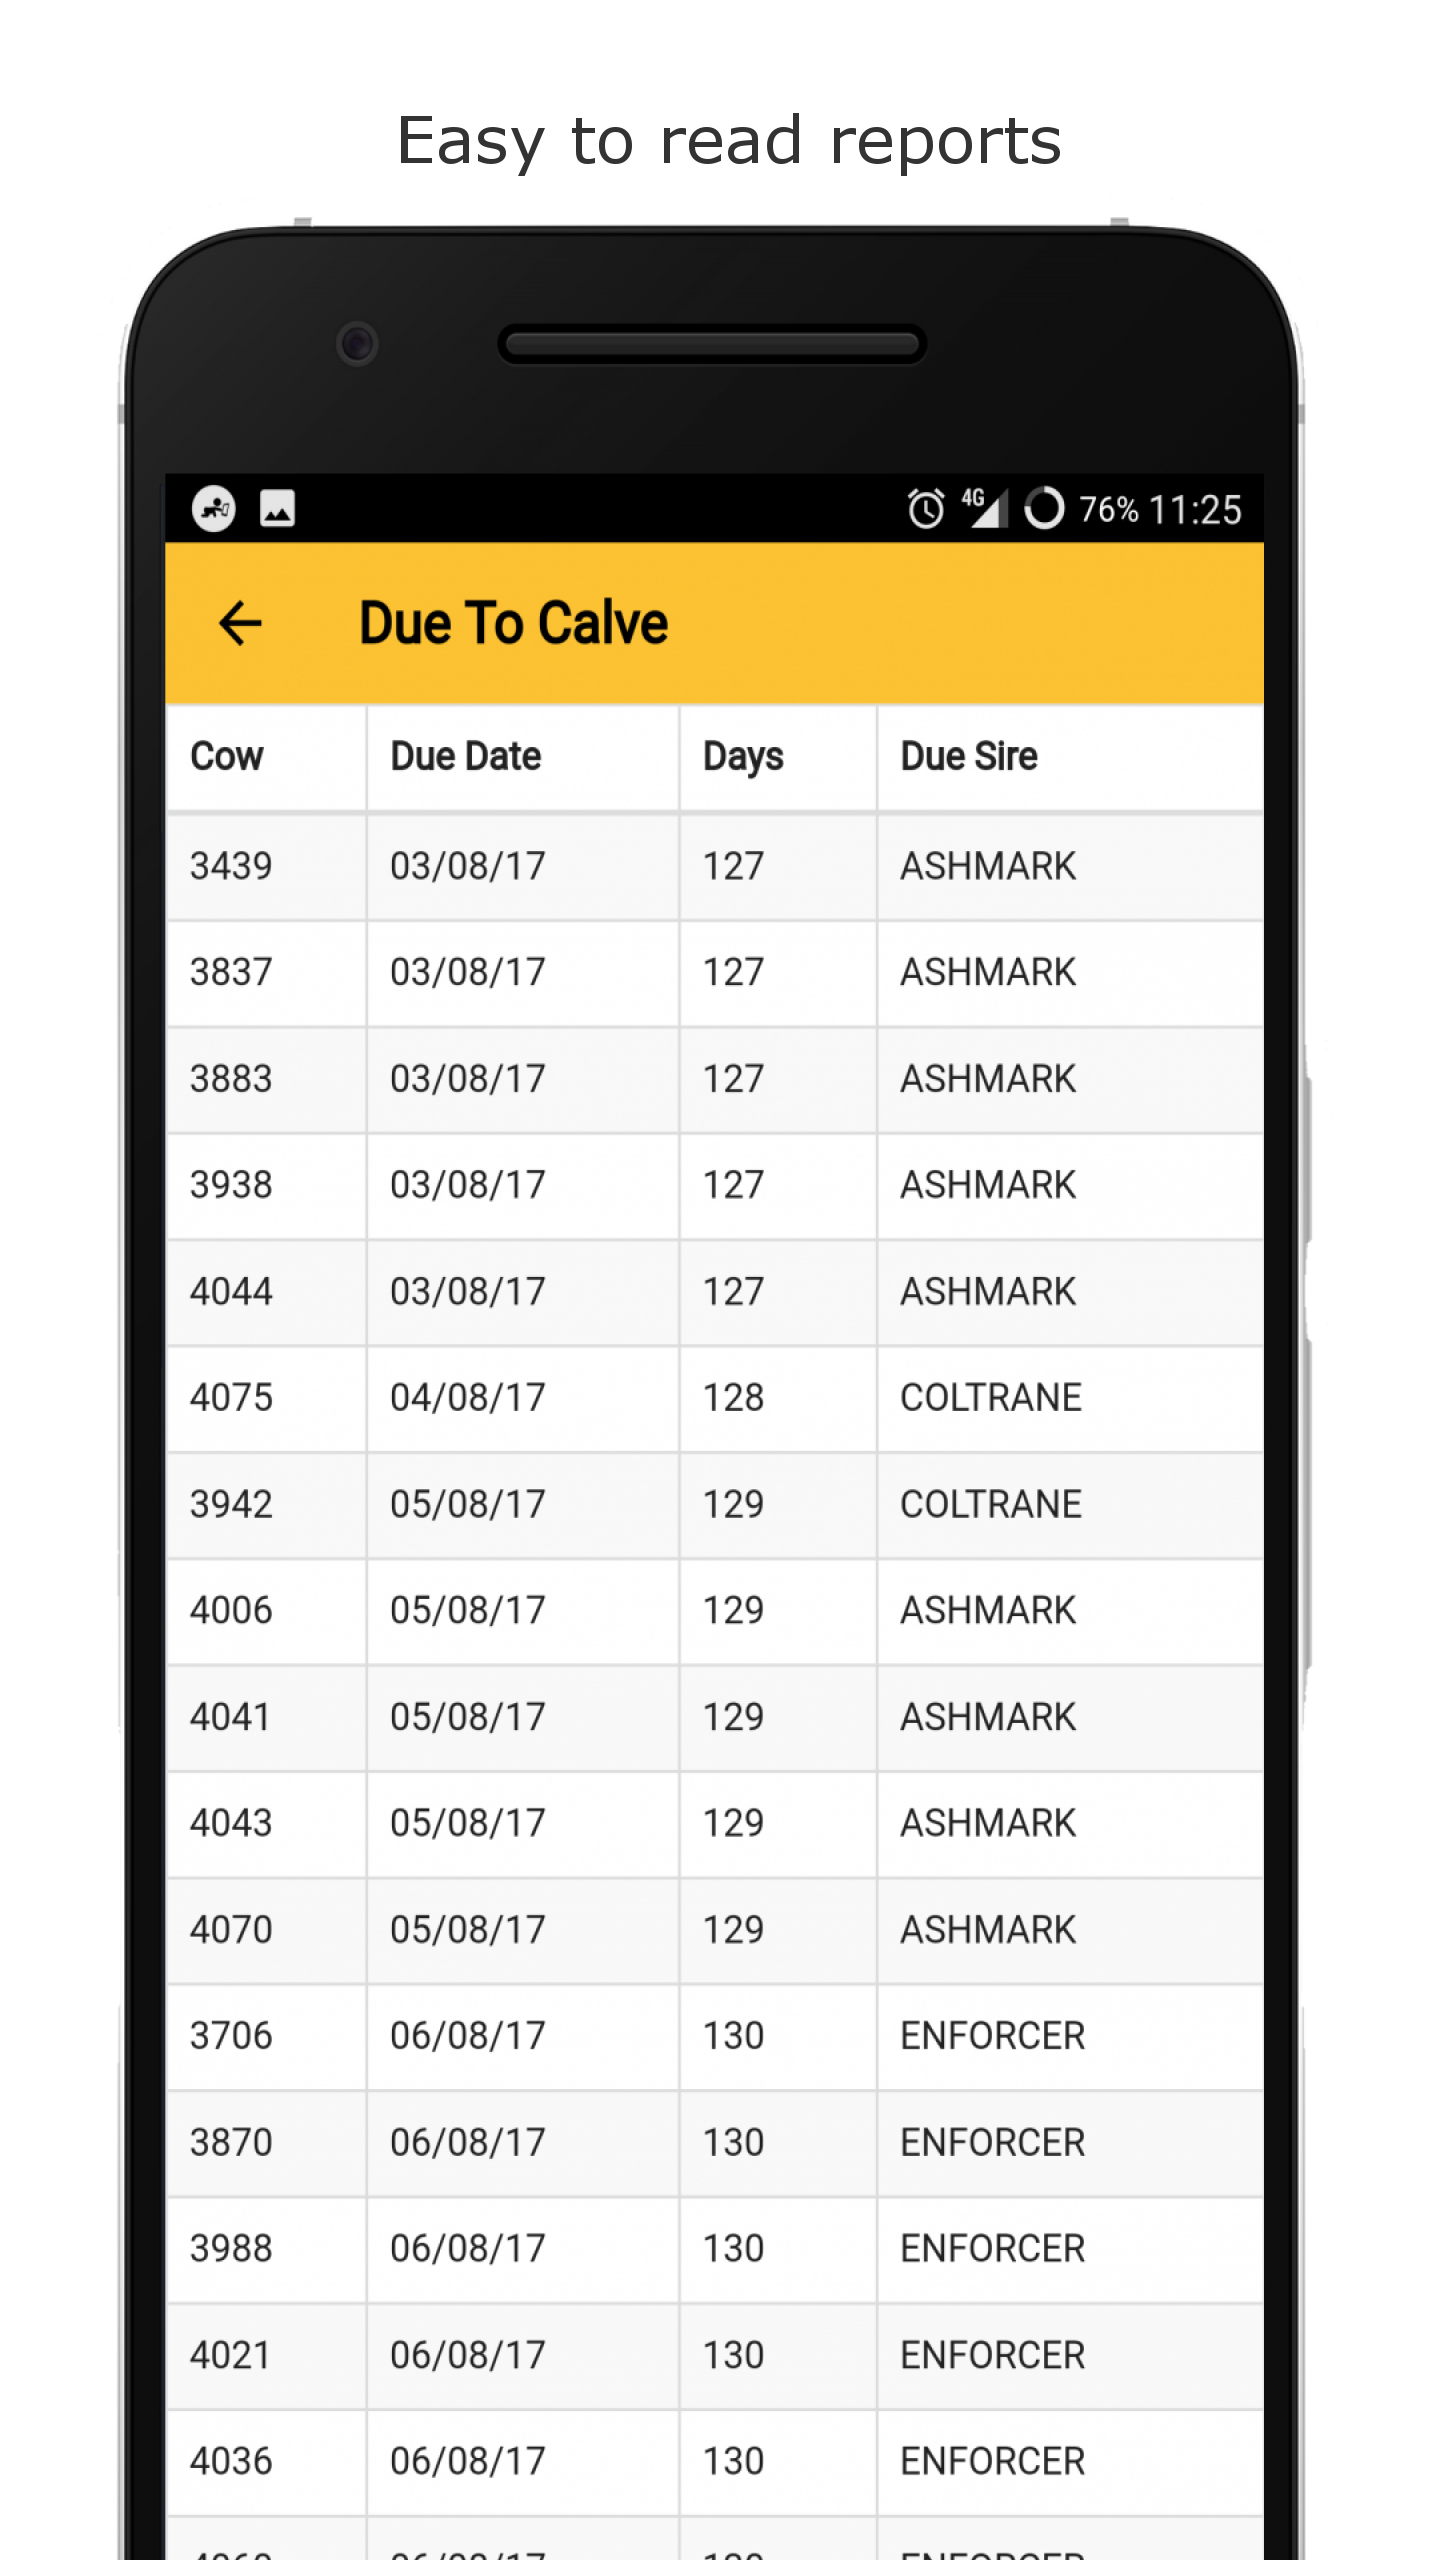 Easy to read reports
4G 76% 11:25
Due To Calve
Cow Due Date Days Due Sire
3439 03/08/17 127 ASHMARK
3837 03/08/17 127 ASHMARK
3883 03/08/17 127 ASHMARK
3938 03/08/17 127 ASHMARK
4044 03/08/17 127 ASHMARK
4075 04/08/17 128 COLTRANE
3942 05/08/17 129 COLTRANE
4006 05/08/17 129 ASHMARK
4041 05/08/17 129 ASHMARK
4043 05/08/17 129 ASHMARK
4070 05/08/17 129 ASHMARK
3706 06/08/17 130 ENFORCER
3870 06/08/17 130 ENFORCER
3988 06/08/17 130 ENFORCER
4021 06/08/17 130 ENFORCER
4036 06/08/17 130 ENFORCER